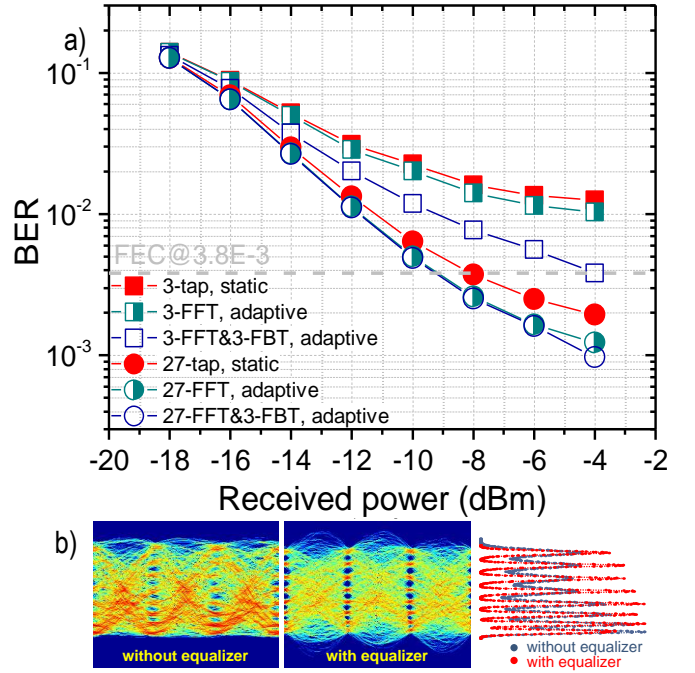 a)
10⁻¹
10⁻²
10⁻³
BER
FEC@3.8E-3
3-tap, static
3-FFT, adaptive
3-FFT&3-FBT, adaptive
27-tap, static
27-FFT, adaptive
27-FFT&3-FBT, adaptive
-20 -18 -16 -14 -12 -10 -8 -6 -4 -2
Received power (dBm)
b)
without equalizer
with equalizer
without equalizer
with equalizer